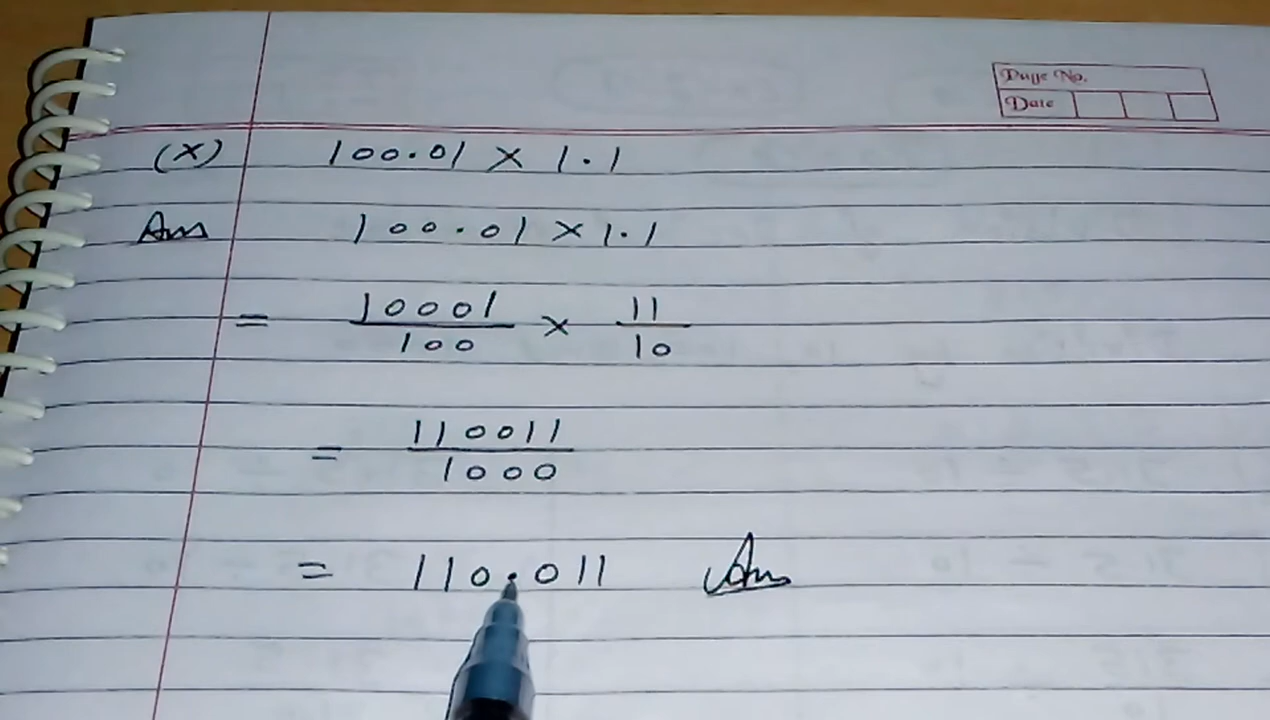 Page No.
Date
(X) 100.01 × 1.1
Ans 100.01 × 1.1
= 10001/100 × 11/10
= 110011/1000
= 110.011 Ans